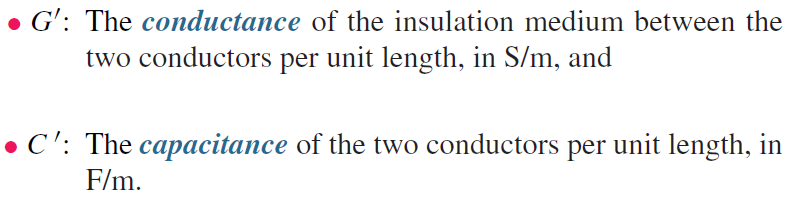 • G′: The conductance of the insulation medium between the
two conductors per unit length, in S/m, and
• C′: The capacitance of the two conductors per unit length, in
F/m.